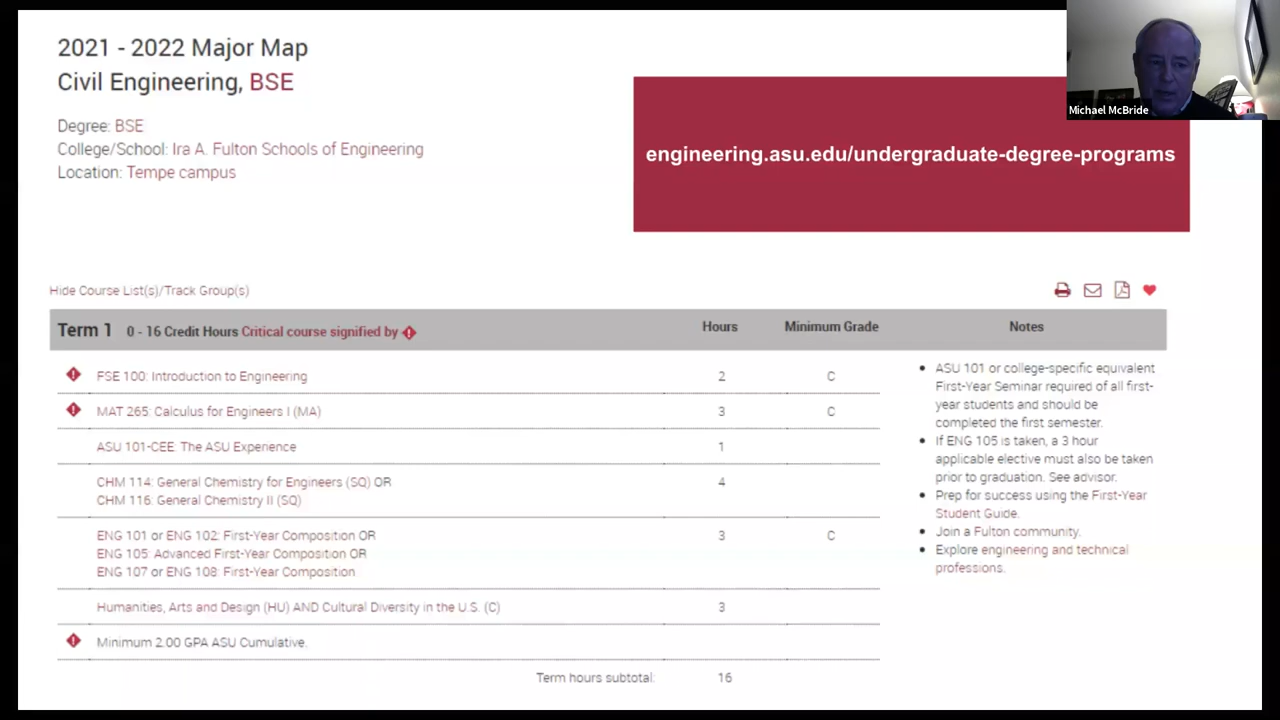 2021 - 2022 Major Map
Civil Engineering, BSE
Degree: BSE
College/School: Ira A. Fulton Schools of Engineering
Location: Tempe campus
engineering.asu.edu/undergraduate-degree-programs
Michael McBride
Hide Course List(s)/Track Group(s)
Term 1 0 - 16 Credit Hours Critical course signified by
Hours
Minimum Grade
Notes
FSE 100: Introduction to Engineering 2 C
MAT 265: Calculus for Engineers I (MA) 3 C
ASU 101-CEE: The ASU Experience 1
CHM 114: General Chemistry for Engineers (SQ) OR 4
CHM 116: General Chemistry II (SQ)
ENG 101 or ENG 102: First-Year Composition OR 3 C
ENG 105: Advanced First-Year Composition OR
ENG 107 or ENG 108: First-Year Composition
Humanities, Arts and Design (HU) AND Cultural Diversity in the U.S. (C) 3
Minimum 2.00 GPA ASU Cumulative.
Term hours subtotal: 16
• ASU 101 or college-specific equivalent
First-Year Seminar required of all first-
year students and should be
completed the first semester.
• If ENG 105 is taken, a 3 hour
applicable elective must also be taken
prior to graduation. See advisor.
• Prep for success using the First-Year
Student Guide.
• Join a Fulton community.
• Explore engineering and technical
professions.